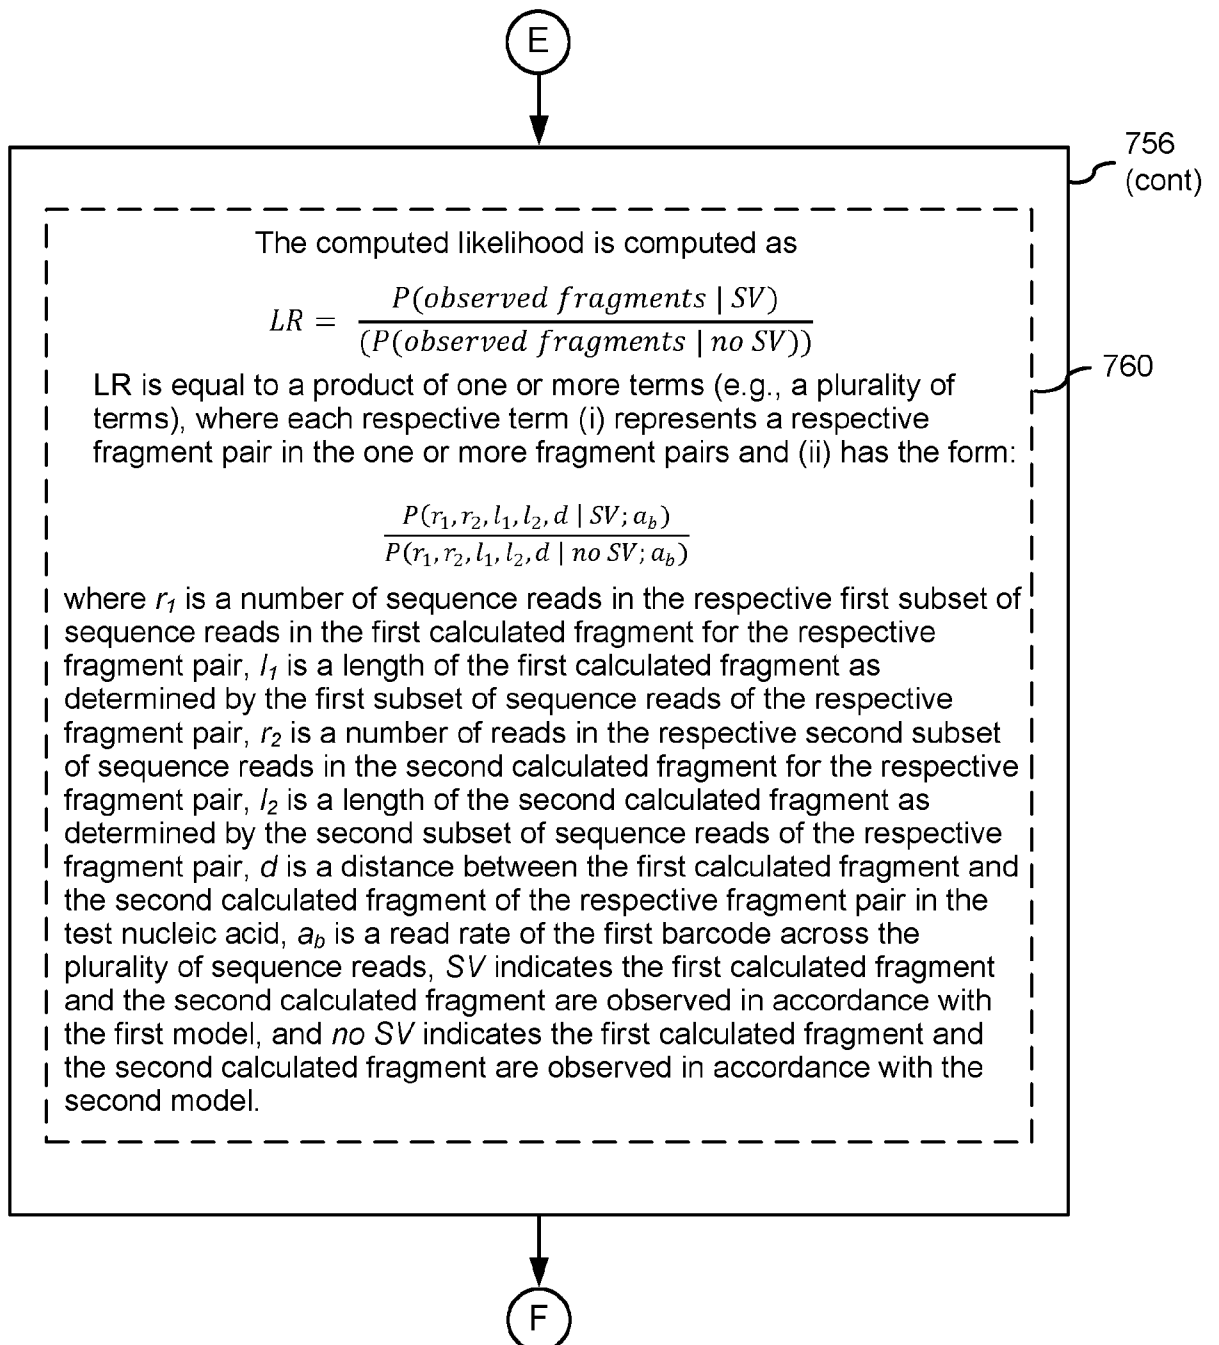 E
756
(cont)
The computed likelihood is computed as
LR = P(observed fragments | SV)
(P(observed fragments | no SV))
LR is equal to a product of one or more terms (e.g., a plurality of
760
terms), where each respective term (i) represents a respective
fragment pair in the one or more fragment pairs and (ii) has the form:
P(r₁, r₂, l₁, l₂, d | SV; a_b)
P(r₁, r₂, l₁, l₂, d | no SV; a_b)
where r₁ is a number of sequence reads in the respective first subset of
sequence reads in the first calculated fragment for the respective
fragment pair, l₁ is a length of the first calculated fragment as
determined by the first subset of sequence reads of the respective
fragment pair, r₂ is a number of reads in the respective second subset
of sequence reads in the second calculated fragment for the respective
fragment pair, l₂ is a length of the second calculated fragment as
determined by the second subset of sequence reads of the respective
fragment pair, d is a distance between the first calculated fragment and
the second calculated fragment of the respective fragment pair in the
test nucleic acid, a_b is a read rate of the first barcode across the
plurality of sequence reads, SV indicates the first calculated fragment
and the second calculated fragment are observed in accordance with
the first model, and no SV indicates the first calculated fragment and
the second calculated fragment are observed in accordance with the
second model.
F